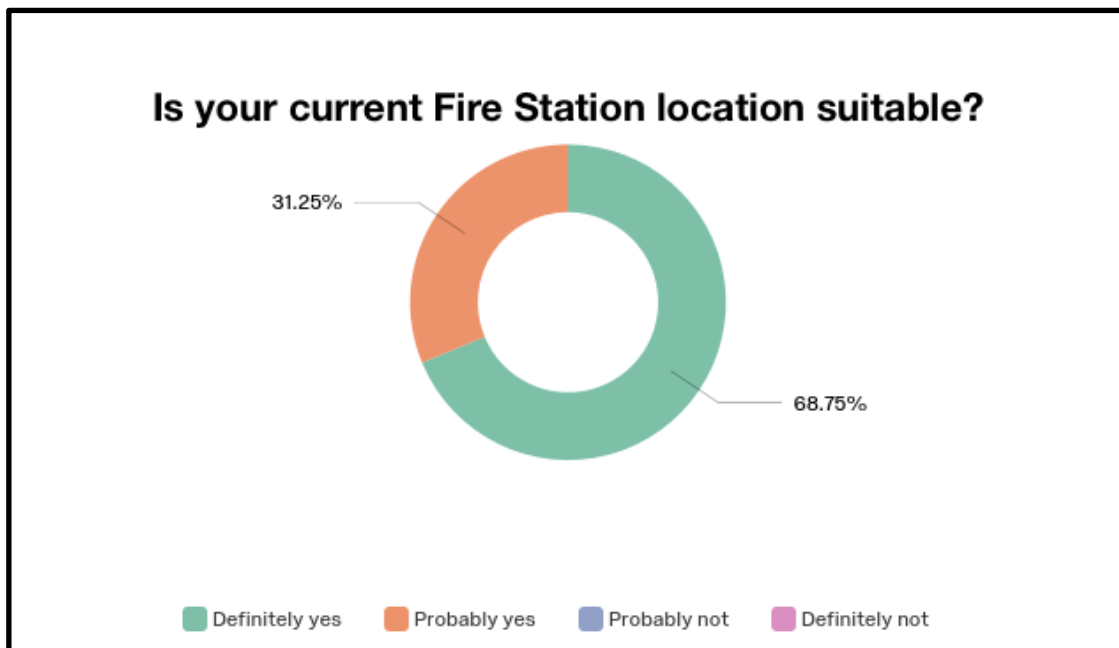 Is your current Fire Station location suitable?
31.25%
68.75%
Definitely yes
Probably yes
Probably not
Definitely not